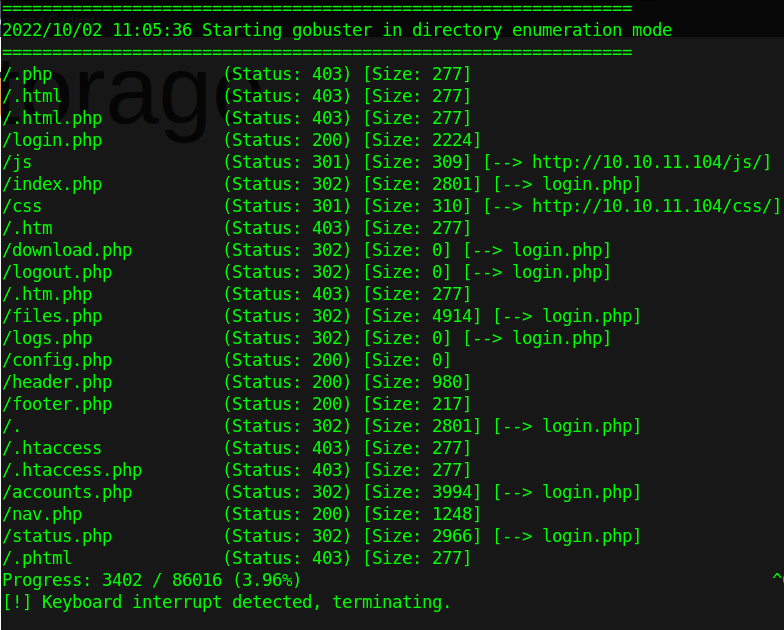 ===============================================================
2022/10/02 11:05:36 Starting gobuster in directory enumeration mode
===============================================================
/.php                 (Status: 403) [Size: 277]
/.html                (Status: 403) [Size: 277]
/.html.php            (Status: 403) [Size: 277]
/login.php            (Status: 200) [Size: 2224]
/js                   (Status: 301) [Size: 309] [--> http://10.10.11.104/js/]
/index.php            (Status: 302) [Size: 2801] [--> login.php]
/css                  (Status: 301) [Size: 310] [--> http://10.10.11.104/css/]
/.htm                 (Status: 403) [Size: 277]
/download.php         (Status: 302) [Size: 0] [--> login.php]
/logout.php           (Status: 302) [Size: 0] [--> login.php]
/.htm.php             (Status: 403) [Size: 277]
/files.php            (Status: 302) [Size: 4914] [--> login.php]
/logs.php             (Status: 302) [Size: 0] [--> login.php]
/config.php           (Status: 200) [Size: 0]
/header.php           (Status: 200) [Size: 980]
/footer.php           (Status: 200) [Size: 217]
/.                    (Status: 302) [Size: 2801] [--> login.php]
/.htaccess            (Status: 403) [Size: 277]
/.htaccess.php        (Status: 403) [Size: 277]
/accounts.php         (Status: 302) [Size: 3994] [--> login.php]
/nav.php              (Status: 200) [Size: 1248]
/status.php           (Status: 302) [Size: 2966] [--> login.php]
/.phtml               (Status: 403) [Size: 277]
Progress: 3402 / 86016 (3.96%)                                               ^
[!] Keyboard interrupt detected, terminating.